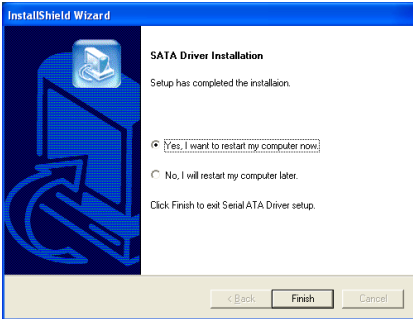 InstallShield Wizard
SATA Driver Installation
Setup has completed the installaion.
Yes, I want to restart my computer now.
No, I will restart my computer later.
Click Finish to exit Serial ATA Driver setup.
< Back
Finish
Cancel